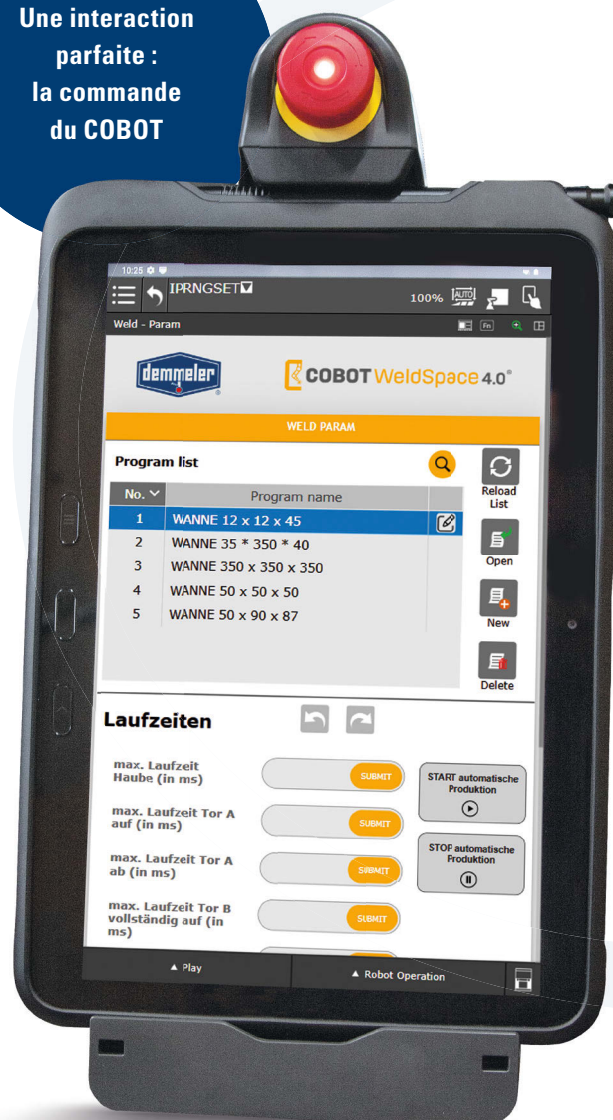 Une interaction
parfaite :
la commande
du COBOT
10:25
IPRNGSET
100% AUTO
Weld - Param
Fn
demmeler
COBOT WeldSpace 4.0®
WELD PARAM
Program list
Reload
List
No. Program name
1 WANNE 12 x 12 x 45
2 WANNE 35 * 350 * 40
3 WANNE 350 x 350 x 350
4 WANNE 50 x 50 x 50
5 WANNE 50 x 90 x 87
Open
New
Delete
Laufzeiten
max. Laufzeit
Haube (in ms)
SUBMIT
START automatische
Produktion
max. Laufzeit Tor A
auf (in ms)
SUBMIT
STOP automatische
Produktion
max. Laufzeit Tor A
ab (in ms)
SUBMIT
max. Laufzeit Tor B
vollständig auf (in
ms)
SUBMIT
Play
Robot Operation